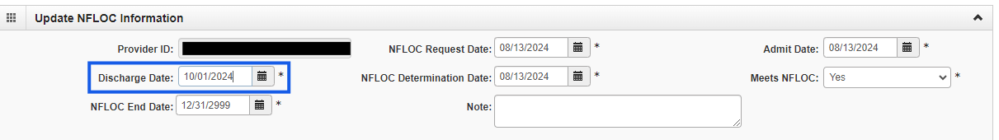 Update NFLOC Information
Provider ID: NFLOC Request Date: 08/13/2024 * Admit Date: 08/13/2024 *
Discharge Date: 10/01/2024 * NFLOC Determination Date: 08/13/2024 * Meets NFLOC: Yes *
NFLOC End Date: 12/31/2999 * Note: